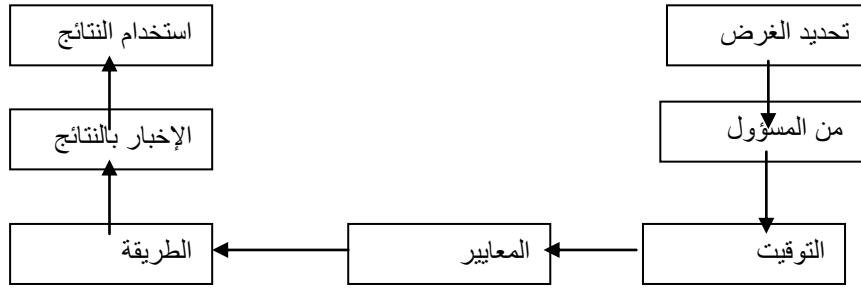 تحديد الغرض
من المسؤول
التوقيت
المعايير
الطريقة
الإخبار بالنتائج
استخدام النتائج